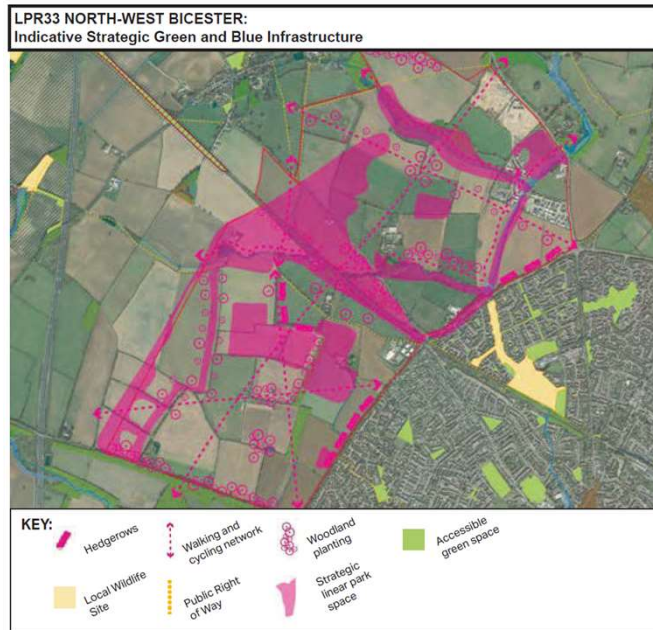 LPR33 NORTH-WEST BICESTER:
Indicative Strategic Green and Blue Infrastructure
KEY:
Hedgerows
Walking and
cycling network
Woodland
planting
Accessible
green space
Local Wildlife
Site
Public Right
of Way
Strategic
linear park
space